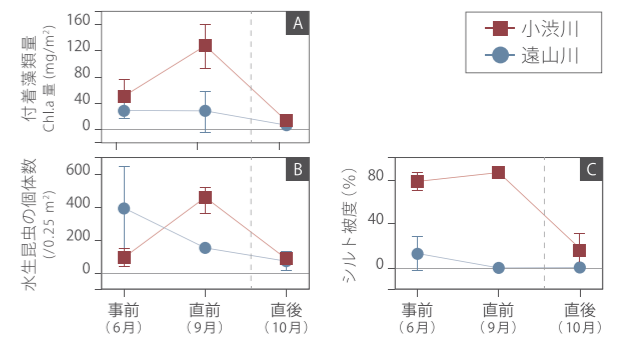 160
A
120
80
40
0
付着藻類量
Chl.a 量 (mg/m²)
小渋川
遠山川
600
B
400
200
0
水生昆虫の個体数
(/0.25 m²)
事前
(6月)
直前
(9月)
直後
(10月)
80
C
40
0
シルト被度 (%)
事前
(6月)
直前
(9月)
直後
(10月)